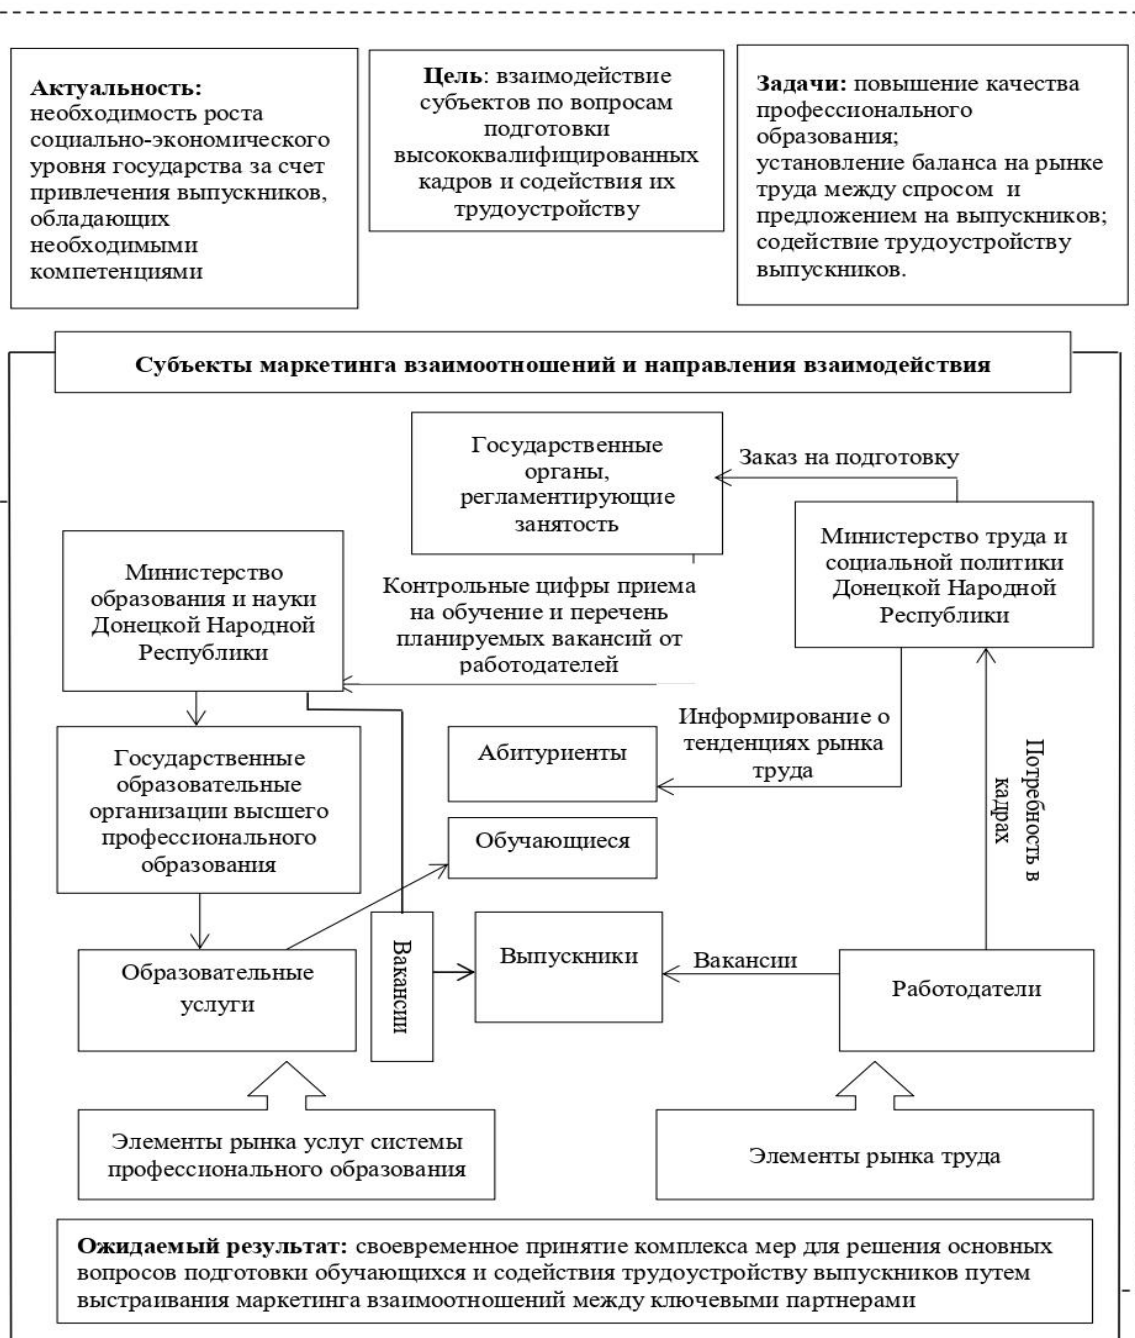 Актуальность:
необходимость роста
социально-экономического
уровня государства за счет
привлечения выпускников,
обладающих
необходимыми
компетенциями
Цель: взаимодействие
субъектов по вопросам
подготовки
высококвалифицированных
кадров и содействия их
трудоустройству
Задачи: повышение качества
профессионального
образования;
установление баланса на рынке
труда между спросом и
предложением на выпускников;
содействие трудоустройству
выпускников.
Субъекты маркетинга взаимоотношений и направления взаимодействия
Государственные
органы,
регламентирующие
занятость
Заказ на подготовку
Министерство труда и
социальной политики
Донецкой Народной
Республики
Министерство
образования и науки
Донецкой Народной
Республики
Контрольные цифры приема
на обучение и перечень
планируемых вакансий от
работодателей
Информирование о
тенденциях рынка
труда
Потребность в
кадрах
Государственные
образовательные
организации высшего
профессионального
образования
Абитуриенты
Обучающиеся
Образовательные
услуги
Вакансии
Выпускники
Вакансии
Работодатели
Элементы рынка услуг системы
профессионального образования
Элементы рынка труда
Ожидаемый результат: своевременное принятие комплекса мер для решения основных
вопросов подготовки обучающихся и содействия трудоустройству выпускников путем
выстраивания маркетинга взаимоотношений между ключевыми партнерами